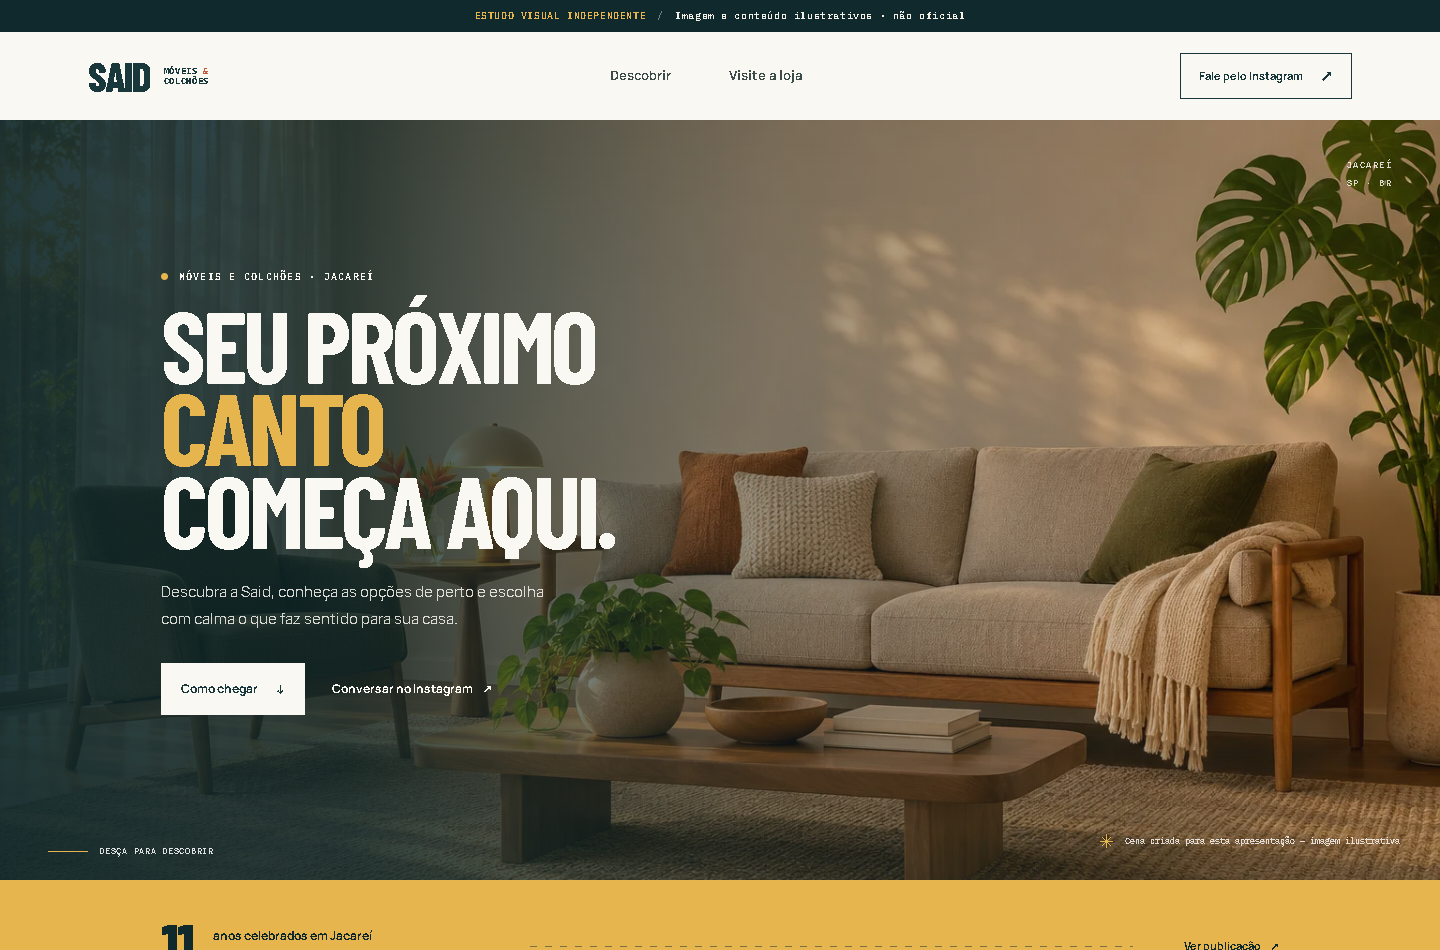 ESTUDO VISUAL INDEPENDENTE / Imagem e conteúdo ilustrativos · não oficial
SAID
MÓVEIS &
COLCHÕES
Descobrir
Visite a loja
Fale pelo Instagram ↗
JACAREÍ
SP · BR
MÓVEIS E COLCHÕES · JACAREÍ
SEU PRÓXIMO
CANTO
COMEÇA AQUI.
Descubra a Said, conheça as opções de perto e escolha
com calma o que faz sentido para sua casa.
Como chegar ↓
Conversar no Instagram ↗
DESÇA PARA DESCOBRIR
Cena criada para esta apresentação — imagem ilustrativa
11
anos celebrados em Jacareí
Ver publicação ↗